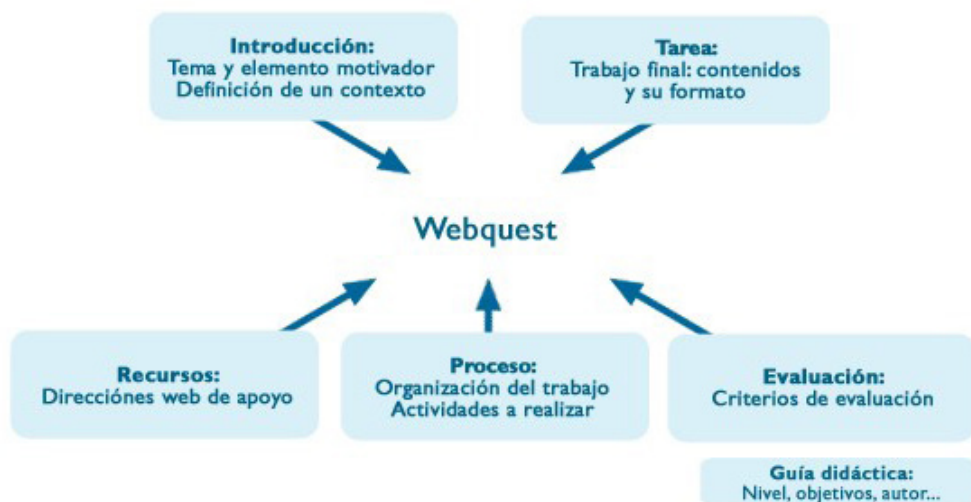 Introducción:
Tema y elemento motivador
Definición de un contexto
Tarea:
Trabajo final: contenidos
y su formato
Webquest
Recursos:
Direcciónes web de apoyo
Proceso:
Organización del trabajo
Actividades a realizar
Evaluación:
Criterios de evaluación
Guía didáctica:
Nivel, objetivos, autor...